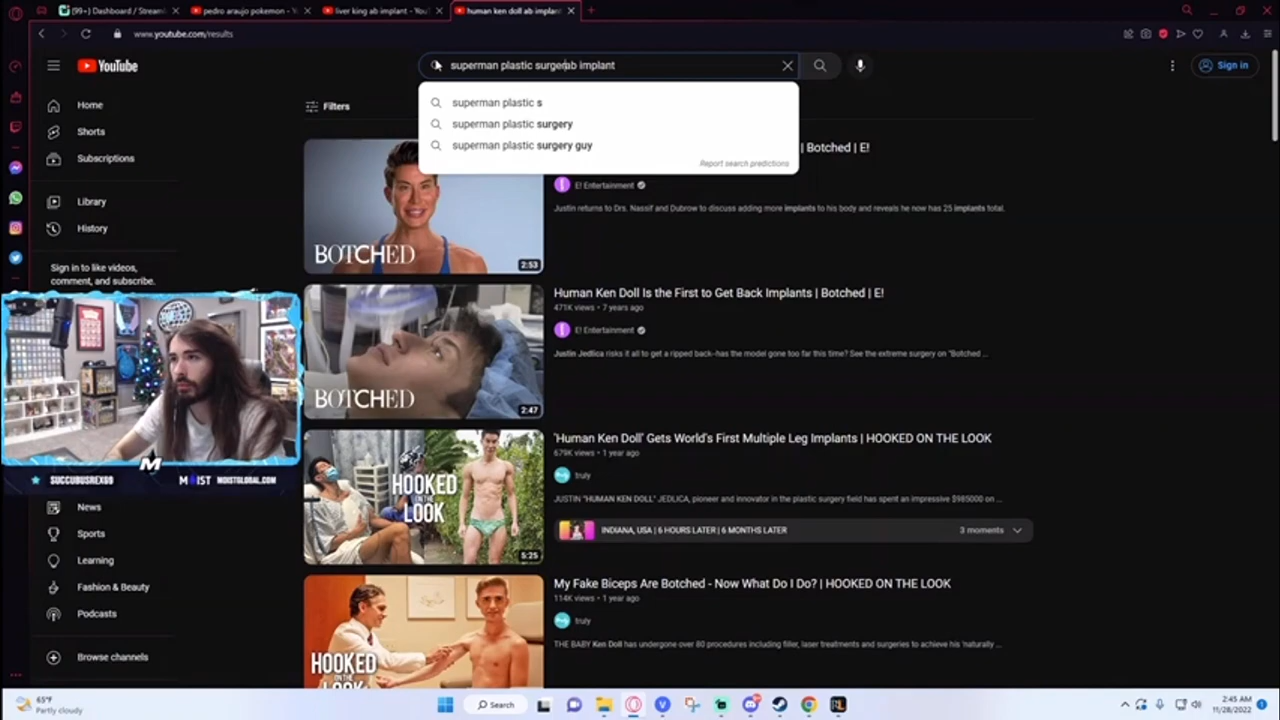 (99+) Dashboard / Streaml
pedro araujo pokemon - Y
liver king ab implant - YouT
human ken doll ab implan
www.youtube.com/results
YouTube
superman plastic surgeab implant
Sign in
superman plastic s
superman plastic surgery
superman plastic surgery guy
Report search predictions
Home
Shorts
Subscriptions
Library
History
Sign in to like videos,
comment, and subscribe.
Filters
BOTCHED
2:53
| Botched | E!
E! Entertainment
Justin returns to Drs. Nassif and Dubrow to discuss adding more implants to his body and reveals he now has 25 implants total.
BOTCHED
2:47
Human Ken Doll Is the First to Get Back Implants | Botched | E!
471K views • 7 years ago
E! Entertainment
Justin Jedlica risks it all to get a ripped back–has the model gone too far this time? See the extreme surgery on "Botched ...
HOOKED
ON THE
LOOK
5:25
'Human Ken Doll' Gets World's First Multiple Leg Implants | HOOKED ON THE LOOK
679K views • 1 year ago
truly
JUSTIN "HUMAN KEN DOLL" JEDLICA, pioneer and innovator in the plastic surgery field has spent an impressive $985000 on ...
INDIANA, USA | 6 HOURS LATER | 6 MONTHS LATER
3 moments
HOOKED
ON THE
My Fake Biceps Are Botched - Now What Do I Do? | HOOKED ON THE LOOK
114K views • 1 year ago
truly
THE BABY Ken Doll has undergone over 80 procedures including filler, laser treatments and surgeries to achieve his 'naturally ...
M
SUCCUBUSREX69
MOIST
MOISTGLOBAL.COM
News
Sports
Learning
Fashion & Beauty
Podcasts
Browse channels
65°F
Partly cloudy
Search
2:45 AM
11/28/2022